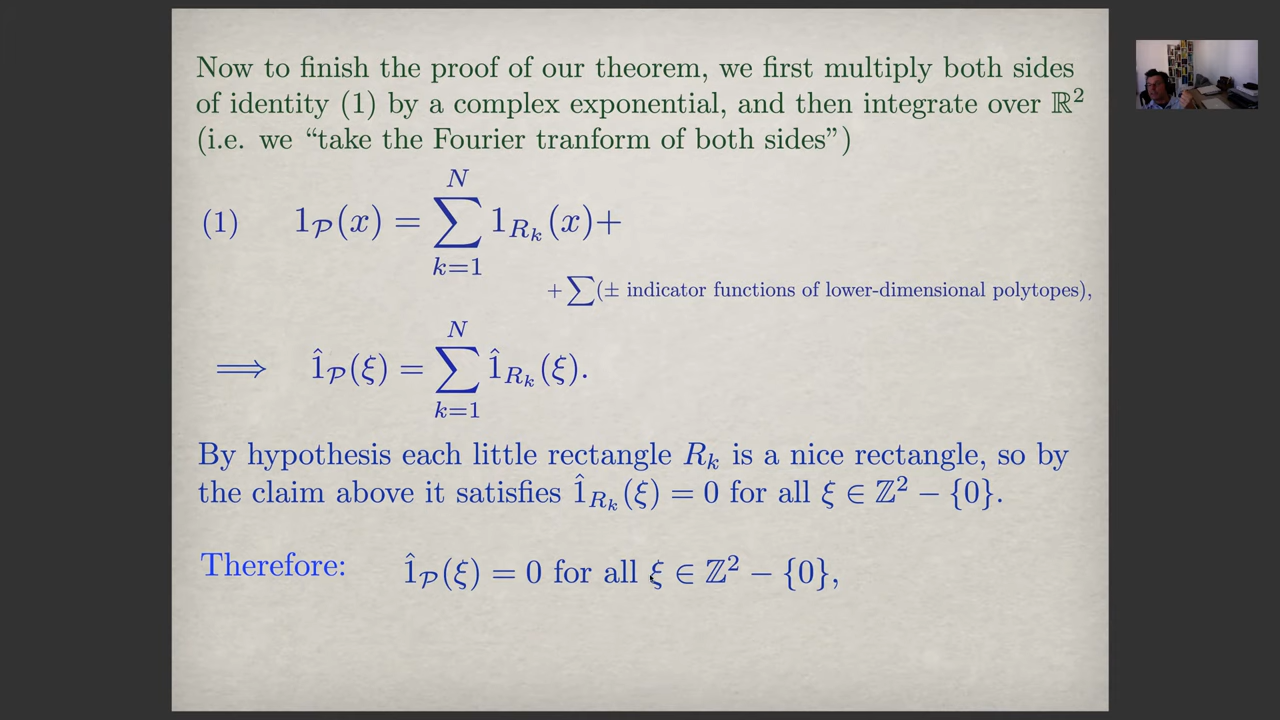 Now to finish the proof of our theorem, we first multiply both sides
of identity (1) by a complex exponential, and then integrate over ℝ²
(i.e. we “take the Fourier tranform of both sides”)
(1) 1_𝒫(x) = ∑_{k=1}^{N} 1_{R_k}(x)+
+ ∑(± indicator functions of lower-dimensional polytopes),
⟹ 1̂_𝒫(ξ) = ∑_{k=1}^{N} 1̂_{R_k}(ξ).
By hypothesis each little rectangle R_k is a nice rectangle, so by
the claim above it satisfies 1̂_{R_k}(ξ) = 0 for all ξ ∈ ℤ² − {0}.
Therefore: 1̂_𝒫(ξ) = 0 for all ξ ∈ ℤ² − {0},